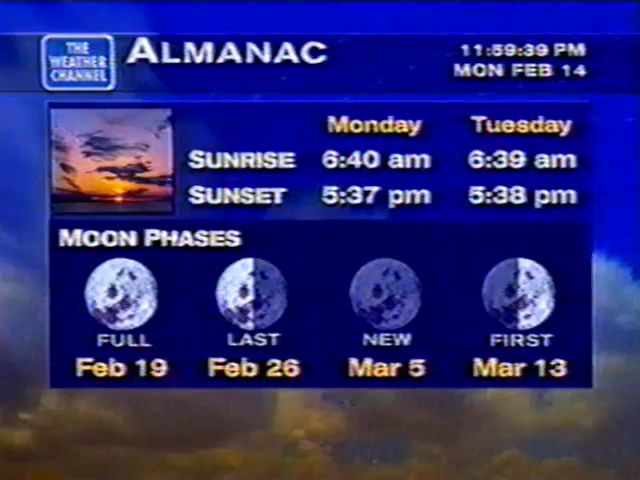 THE WEATHER CHANNEL
ALMANAC
11:59:39 PM
MON FEB 14
Monday Tuesday
SUNRISE 6:40 am 6:39 am
SUNSET 5:37 pm 5:38 pm
MOON PHASES
FULL LAST NEW FIRST
Feb 19 Feb 26 Mar 5 Mar 13